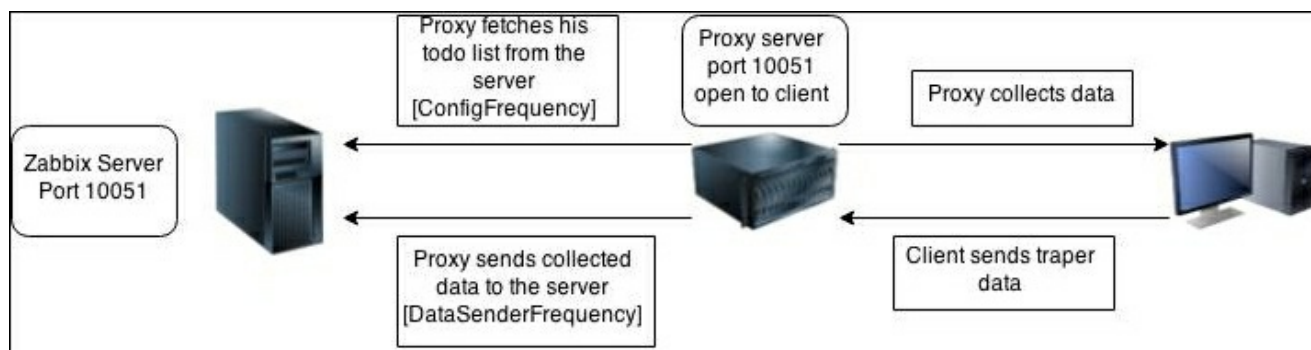 Proxy fetches his
todo list from the
server
[ConfigFrequency]
Proxy server
port 10051
open to client
Proxy collects data
Zabbix Server
Port 10051
Proxy sends collected
data to the server
[DataSenderFrequency]
Client sends traper
data